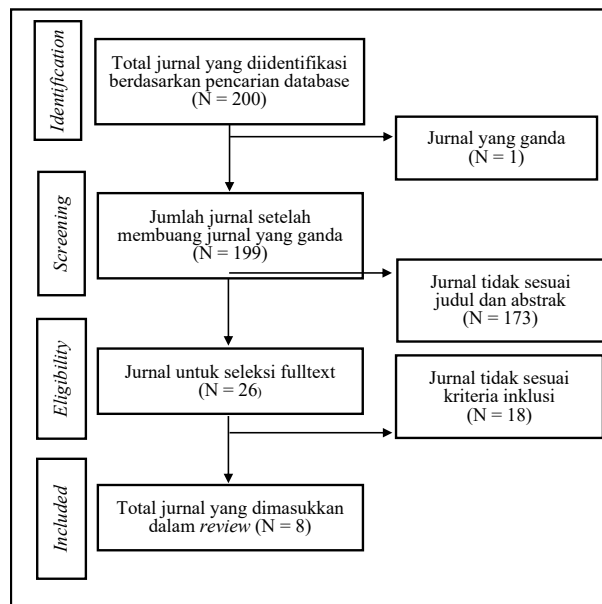 Identification
Total jurnal yang diidentifikasi
berdasarkan pencarian database
(N = 200)
Jurnal yang ganda
(N = 1)
Screening
Jumlah jurnal setelah
membuang jurnal yang ganda
(N = 199)
Jurnal tidak sesuai
judul dan abstrak
(N = 173)
Eligibility
Jurnal untuk seleksi fulltext
(N = 26)
Jurnal tidak sesuai
kriteria inklusi
(N = 18)
Included
Total jurnal yang dimasukkan
dalam review (N = 8)